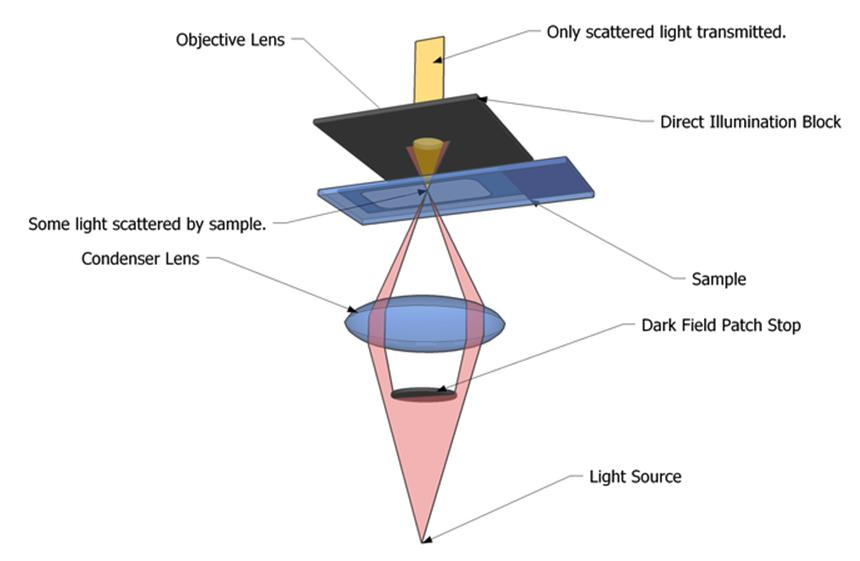 Only scattered light transmitted.
Objective Lens
Direct Illumination Block
Some light scattered by sample.
Condenser Lens
Sample
Dark Field Patch Stop
Light Source